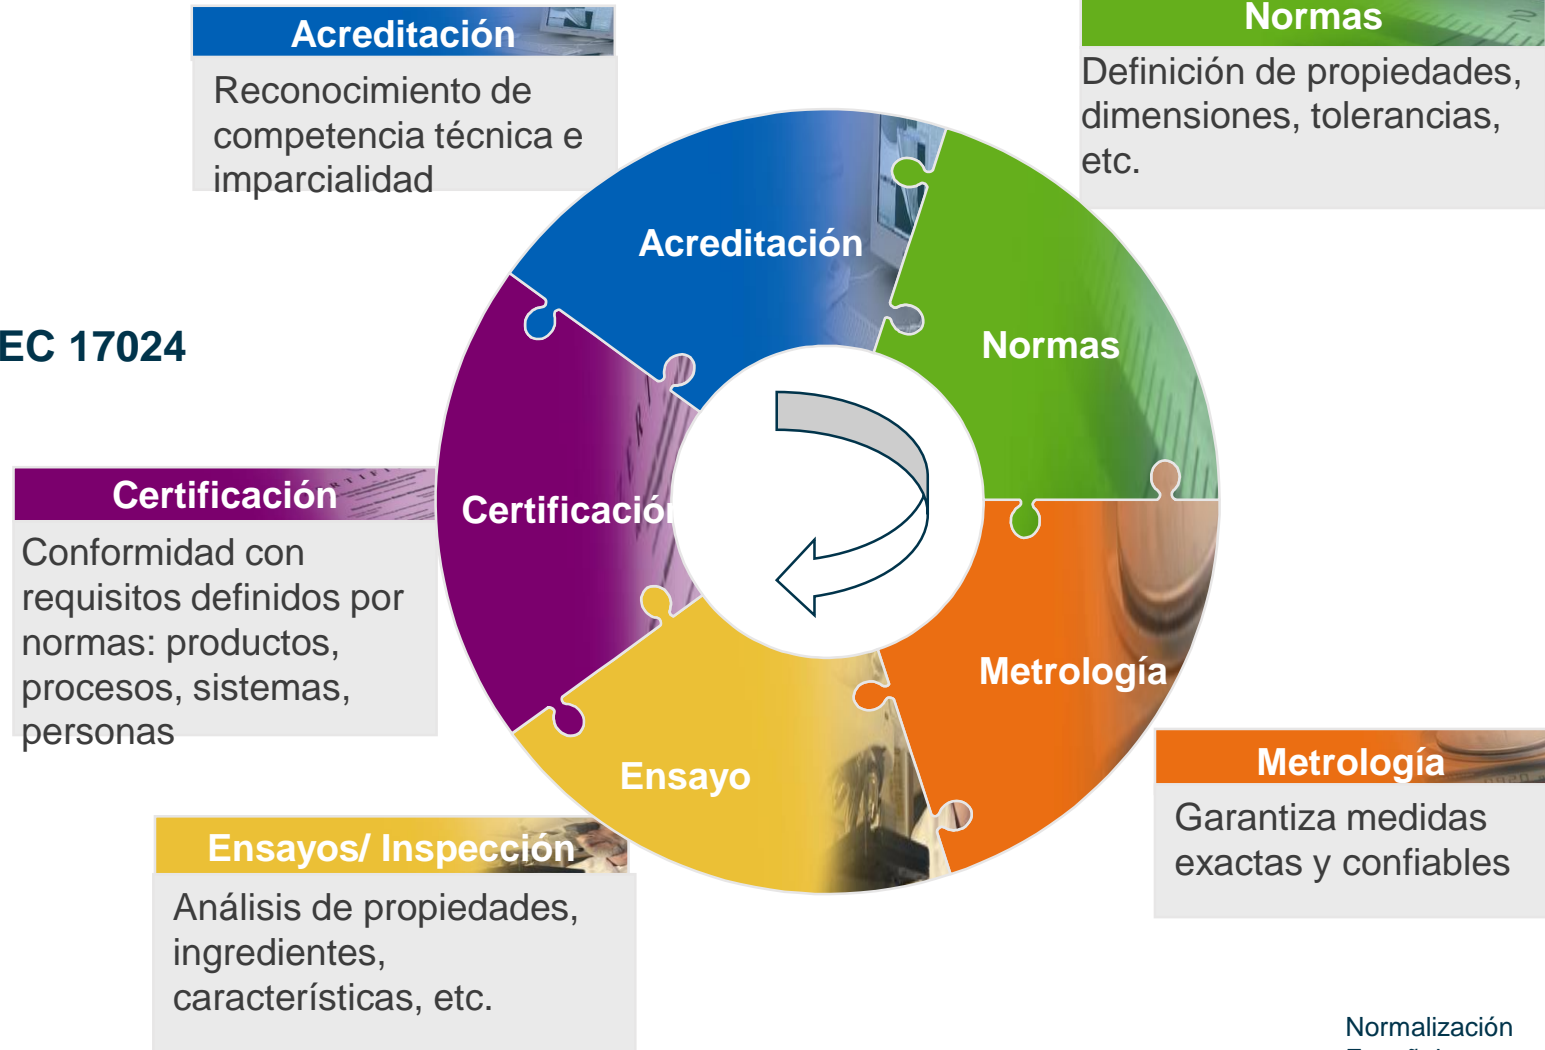 Acreditación
Reconocimiento de
competencia técnica e
imparcialidad
Normas
Definición de propiedades,
dimensiones, tolerancias,
etc.
Acreditación
Normas
EC 17024
Certificación
Conformidad con
requisitos definidos por
normas: productos,
procesos, sistemas,
personas
Certificación
Metrología
Ensayo
Metrología
Garantiza medidas
exactas y confiables
Ensayos/ Inspección
Análisis de propiedades,
ingredientes,
características, etc.
Normalización